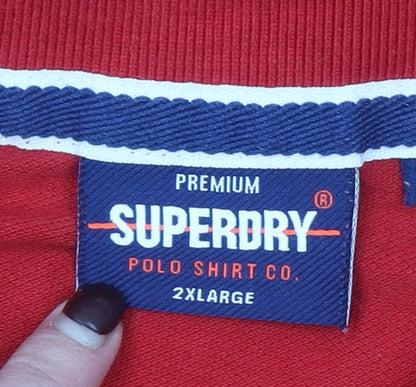 PREMIUM
SUPERDRY®
POLO SHIRT CO.
2XLARGE